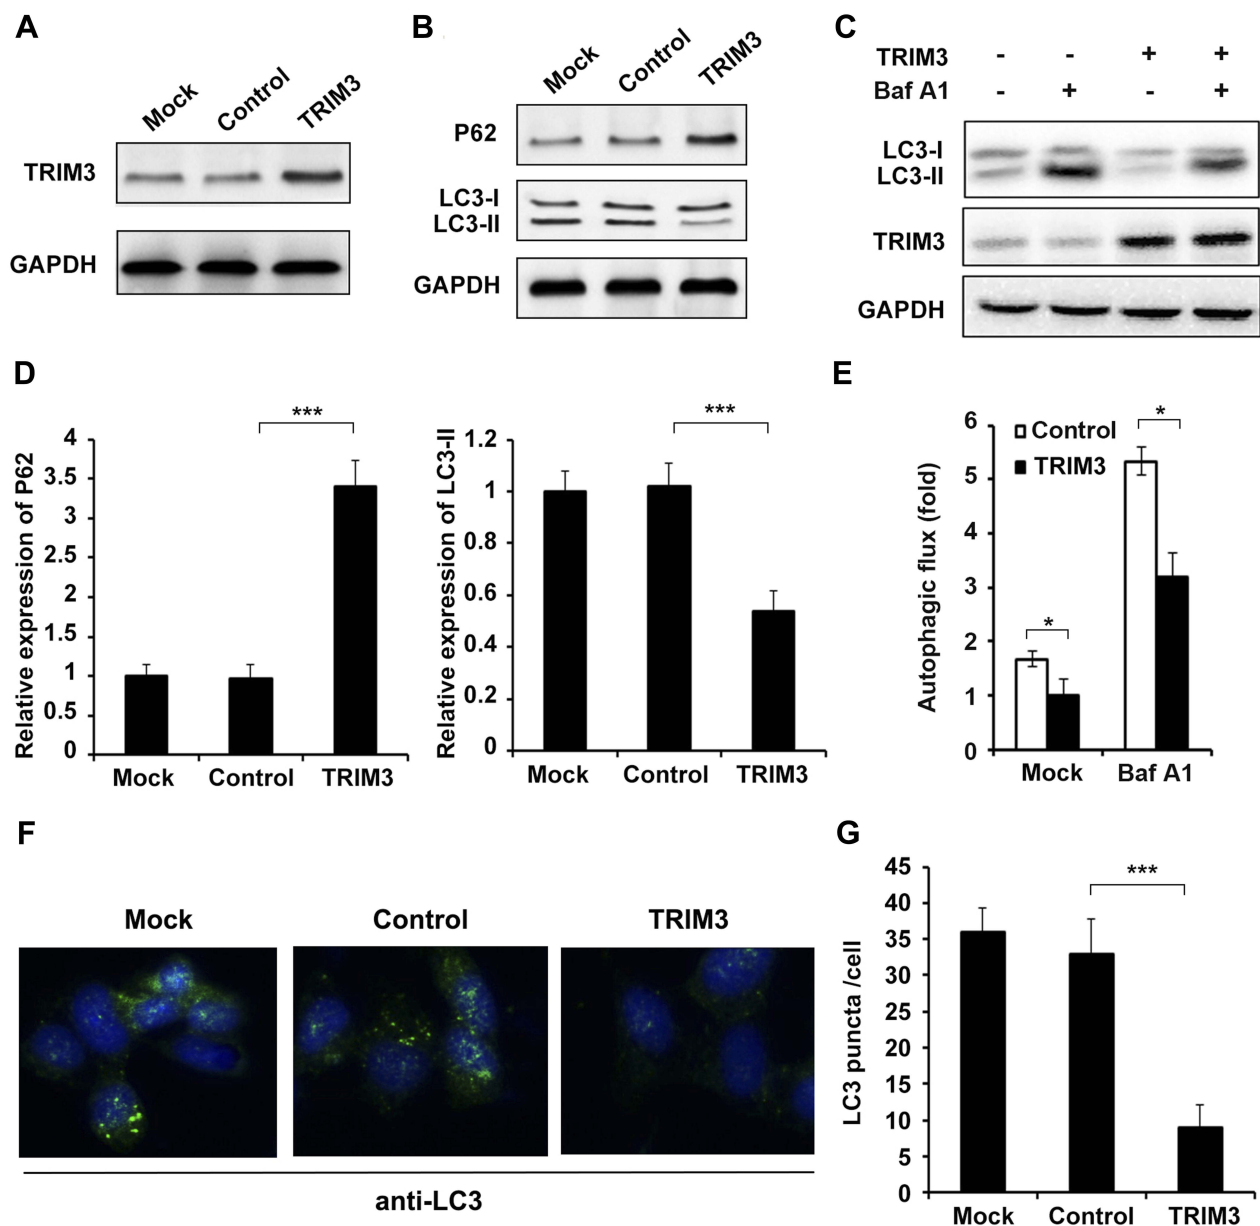 A
Mock Control TRIM3
TRIM3
GAPDH
B
Mock Control TRIM3
P62
LC3-I
LC3-II
GAPDH
C
TRIM3 - - + +
Baf A1 - + - +
LC3-I
LC3-II
TRIM3
GAPDH
D
Relative expression of P62
4
3.5
3
2.5
2
1.5
1
0.5
0
***
Mock Control TRIM3
Relative expression of LC3-II
1.2
1
0.8
0.6
0.4
0.2
0
***
Mock Control TRIM3
E
Autophagic flux (fold)
6
5
4
3
2
1
0
Control
TRIM3
*
*
Mock Baf A1
F
Mock Control TRIM3
anti-LC3
G
LC3 puncta /cell
45
40
35
30
25
20
15
10
5
0
***
Mock Control TRIM3